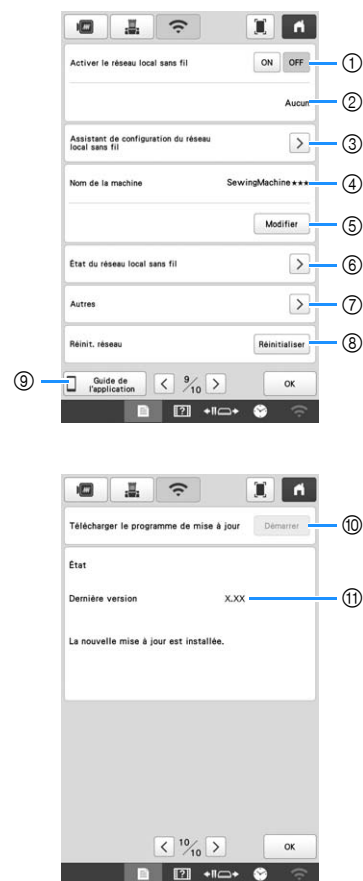 Activer le réseau local sans fil ON OFF ①
Aucun ②
Assistant de configuration du réseau
local sans fil > ③
Nom de la machine SewingMachine★★★ ④
Modifier ⑤
État du réseau local sans fil > ⑥
Autres > ⑦
Réinit. réseau Réinitialiser ⑧
⑨ Guide de
l'application < 9/10 > OK
Télécharger le programme de mise à jour Démarrer ⑩
État
Dernière version X.XX ⑪
La nouvelle mise à jour est installée.
< 10/10 > OK